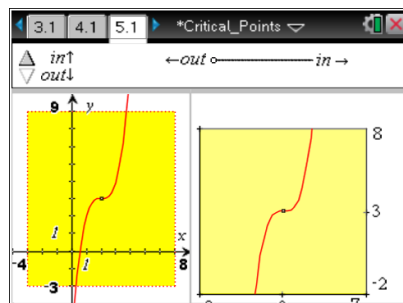 3.1 4.1 5.1 *Critical_Points
in↑ ←out in→
out↓
9 y
8
1
3
x
-4 1 8
-3
-2
7